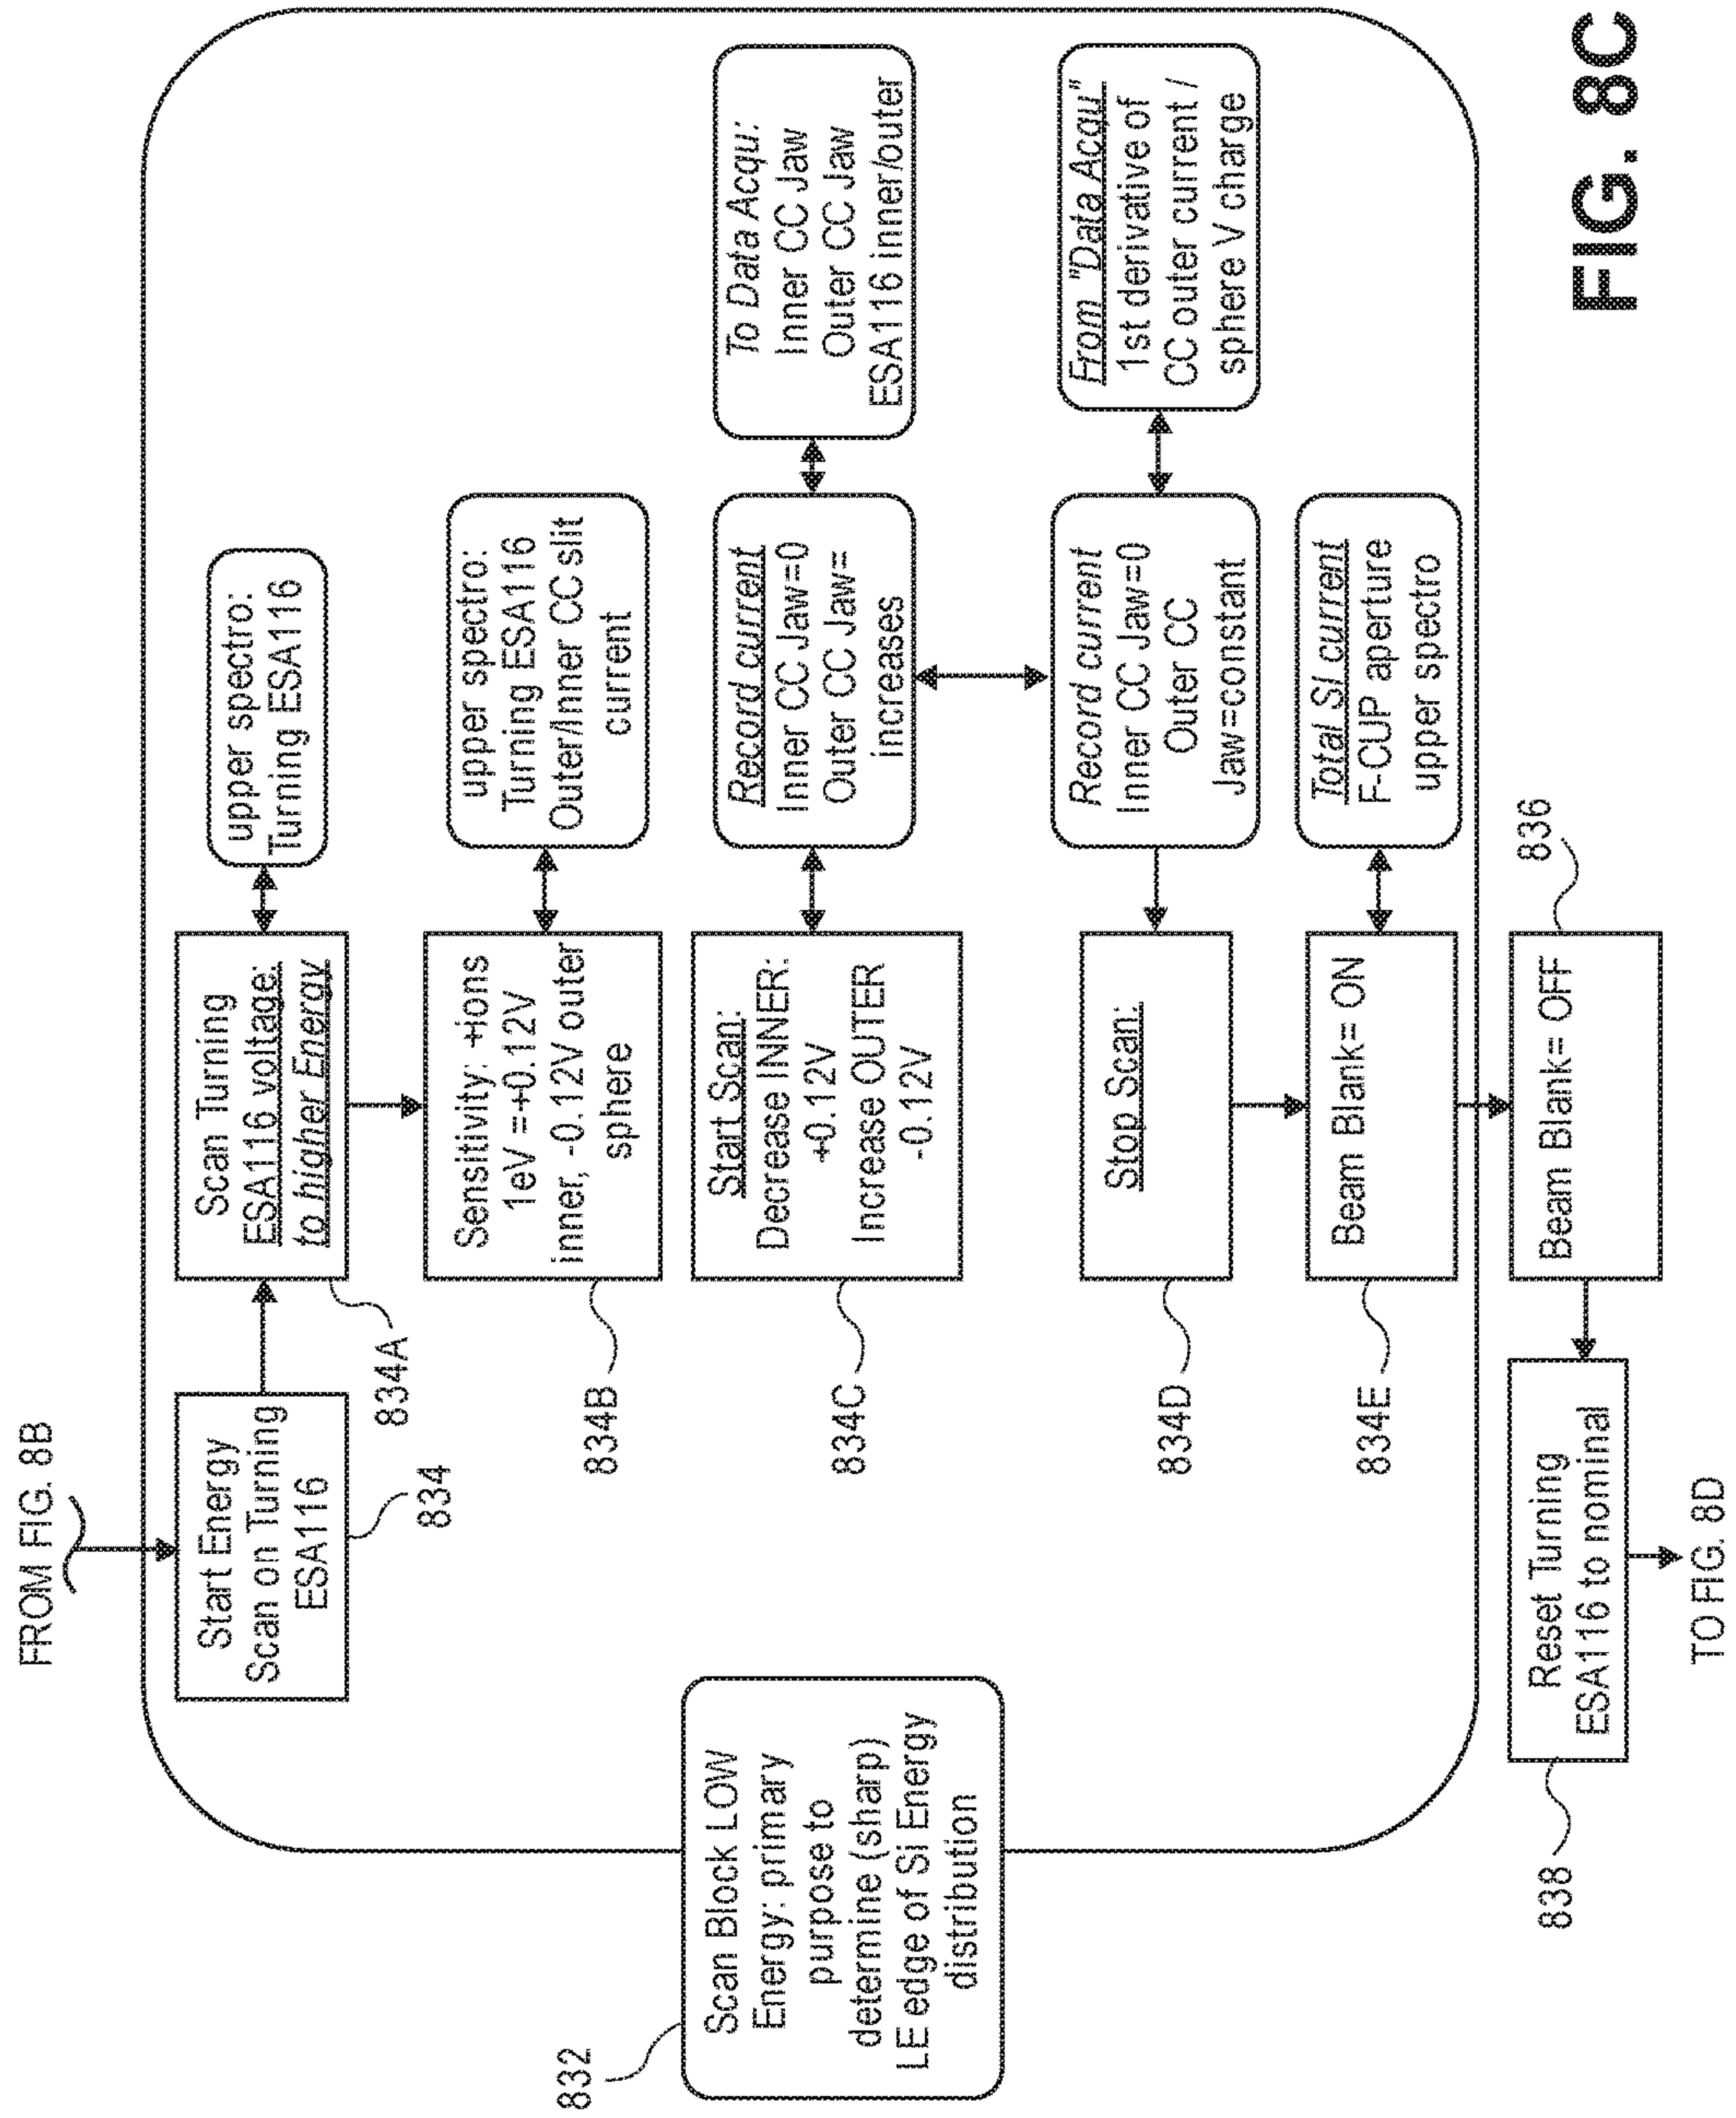 FROM FIG. 8B
Start Energy
Scan on Turning
ESA116
834
Scan Turning
ESA116 voltage:
to higher Energy
834A
upper spectro:
Turning ESA116
Sensitivity: +ions
1eV =+0.12V
inner, -0.12V outer
sphere
834B
upper spectro:
Turning ESA116
Outer/Inner CC slit
current
Start Scan:
Decrease INNER:
+0.12V
Increase OUTER
-0.12V
834C
Record current
Inner CC Jaw=0
Outer CC Jaw=
increases
To Data Acqu:
Inner CC Jaw
Outer CC Jaw
ESA116 inner/outer
Stop Scan:
834D
Record current
Inner CC Jaw=0
Outer CC
Jaw=constant
From "Data Acqu"
1st derivative of
CC outer current /
sphere V charge
Beam Blank= ON
834E
Total SI current
F-CUP aperture
upper spectro
Scan Block LOW
Energy: primary
purpose to
determine (sharp)
LE edge of Si Energy
distribution
832
Beam Blank= OFF
836
Reset Turning
ESA116 to nominal
838
TO FIG. 8D
FIG. 8C